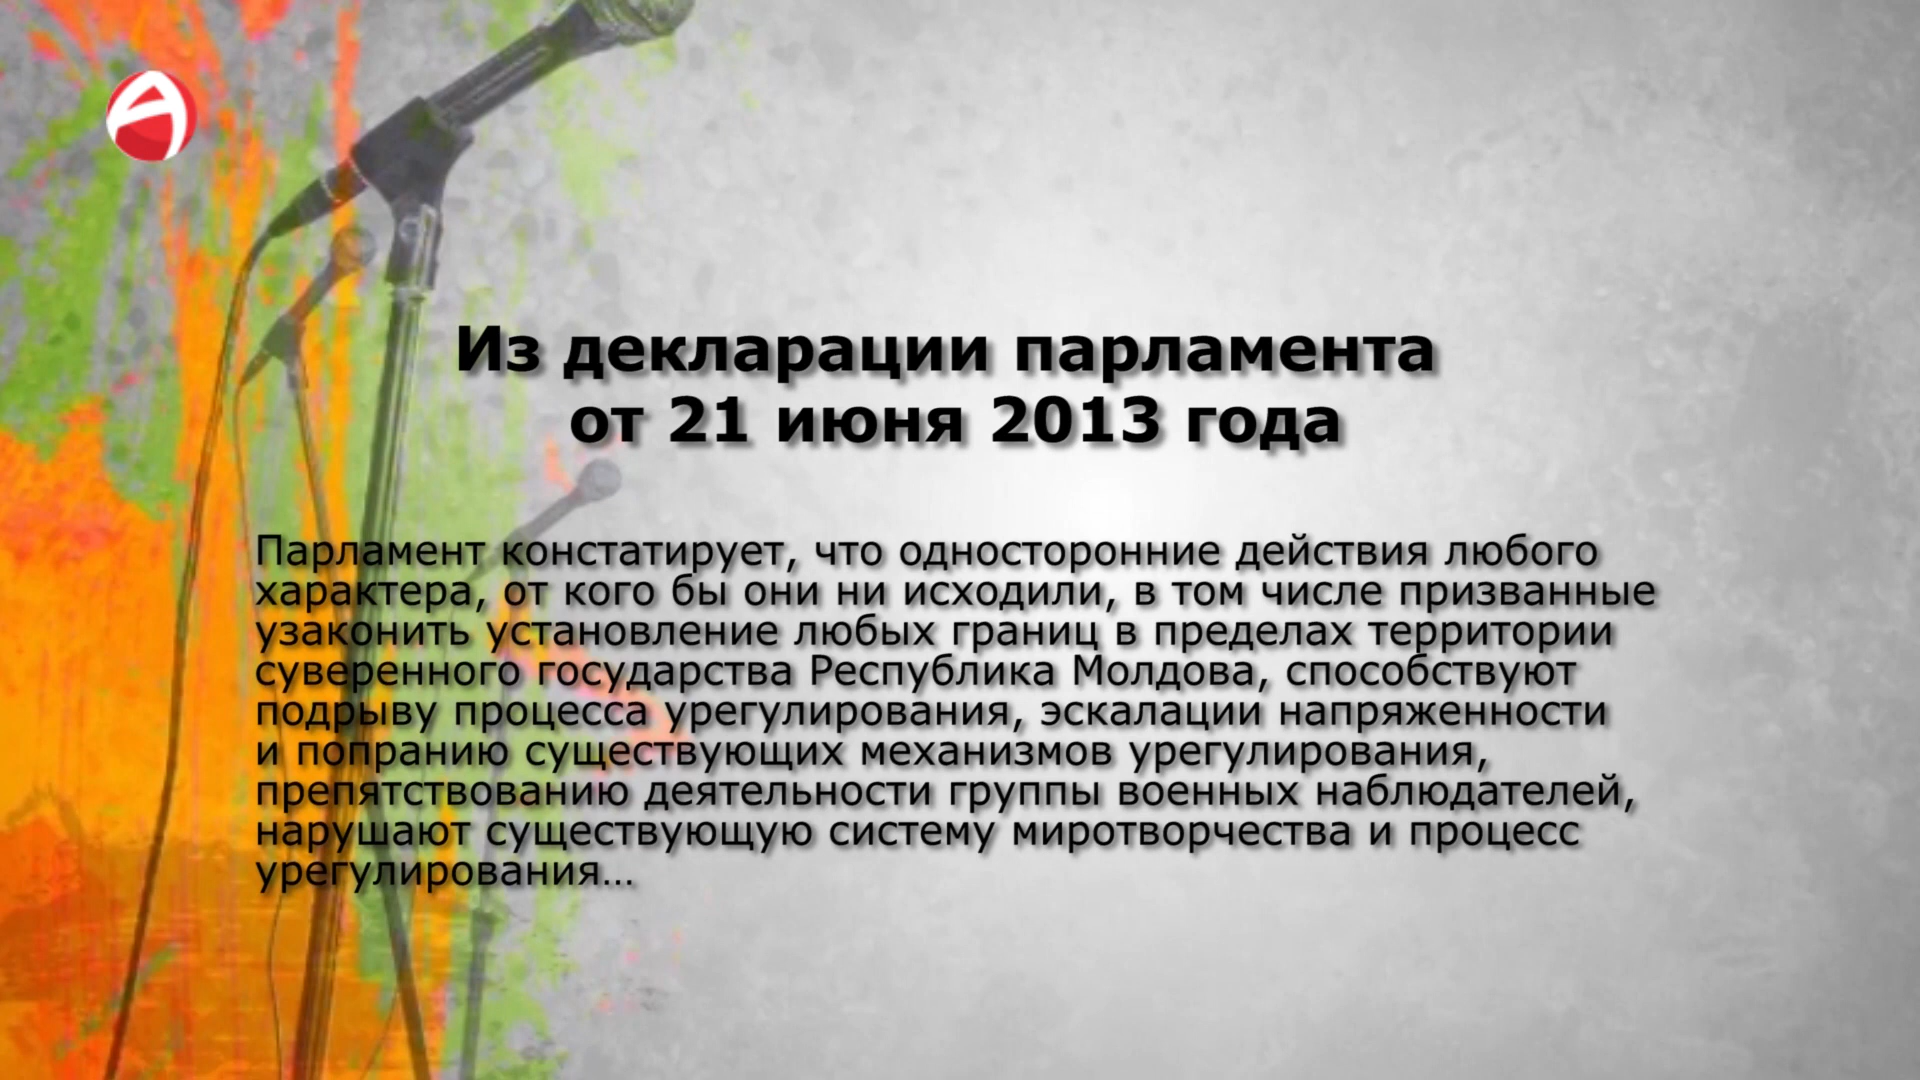 Из декларации парламента
от 21 июня 2013 года
Парламент констатирует, что односторонние действия любого
характера, от кого бы они ни исходили, в том числе призванные
узаконить установление любых границ в пределах территории
суверенного государства Республика Молдова, способствуют
подрыву процесса урегулирования, эскалации напряженности
и попранию существующих механизмов урегулирования,
препятствованию деятельности группы военных наблюдателей,
нарушают существующую систему миротворчества и процесс
урегулирования...